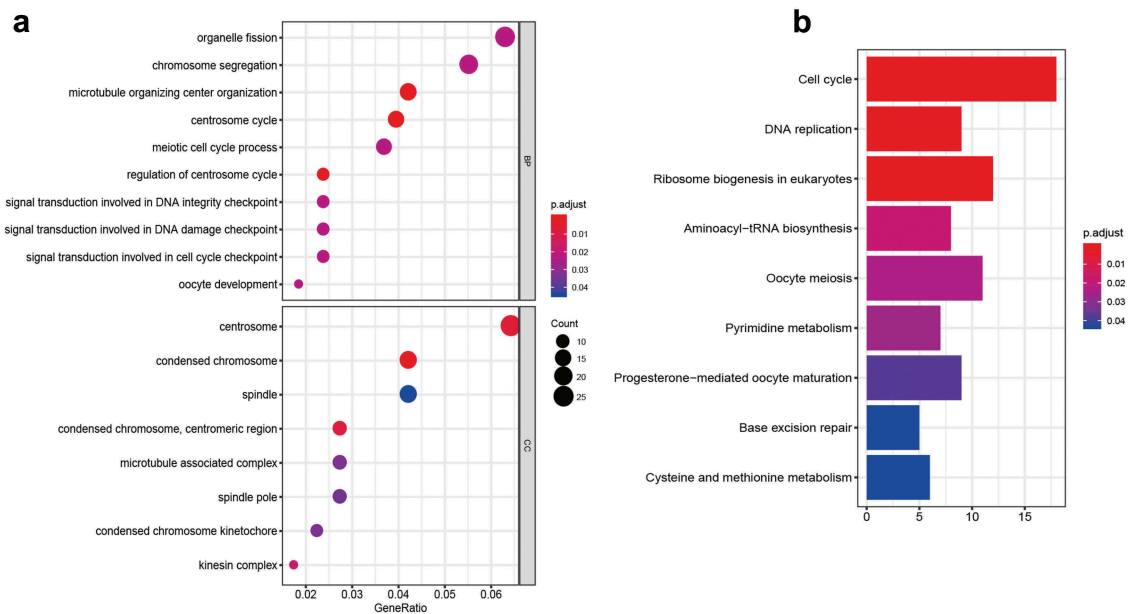 a
organelle fission
chromosome segregation
microtubule organizing center organization
centrosome cycle
meiotic cell cycle process
regulation of centrosome cycle
signal transduction involved in DNA integrity checkpoint
signal transduction involved in DNA damage checkpoint
signal transduction involved in cell cycle checkpoint
oocyte development
BP
centrosome
condensed chromosome
spindle
condensed chromosome, centromeric region
microtubule associated complex
spindle pole
condensed chromosome kinetochore
kinesin complex
CC
0.02 0.03 0.04 0.05 0.06
GeneRatio
p.adjust
0.01
0.02
0.03
0.04
Count
10
15
20
25
b
Cell cycle
DNA replication
Ribosome biogenesis in eukaryotes
Aminoacyl−tRNA biosynthesis
Oocyte meiosis
Pyrimidine metabolism
Progesterone−mediated oocyte maturation
Base excision repair
Cysteine and methionine metabolism
0 5 10 15
p.adjust
0.01
0.02
0.03
0.04